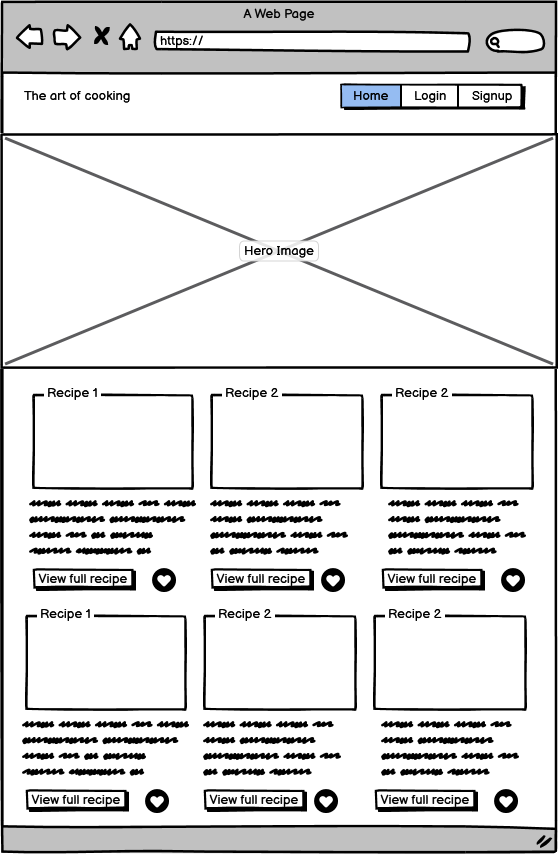 A Web Page
https://
The art of cooking
Home Login Signup
Hero Image
Recipe 1 Recipe 2 Recipe 2
View full recipe View full recipe View full recipe
Recipe 1 Recipe 2 Recipe 2
View full recipe View full recipe View full recipe